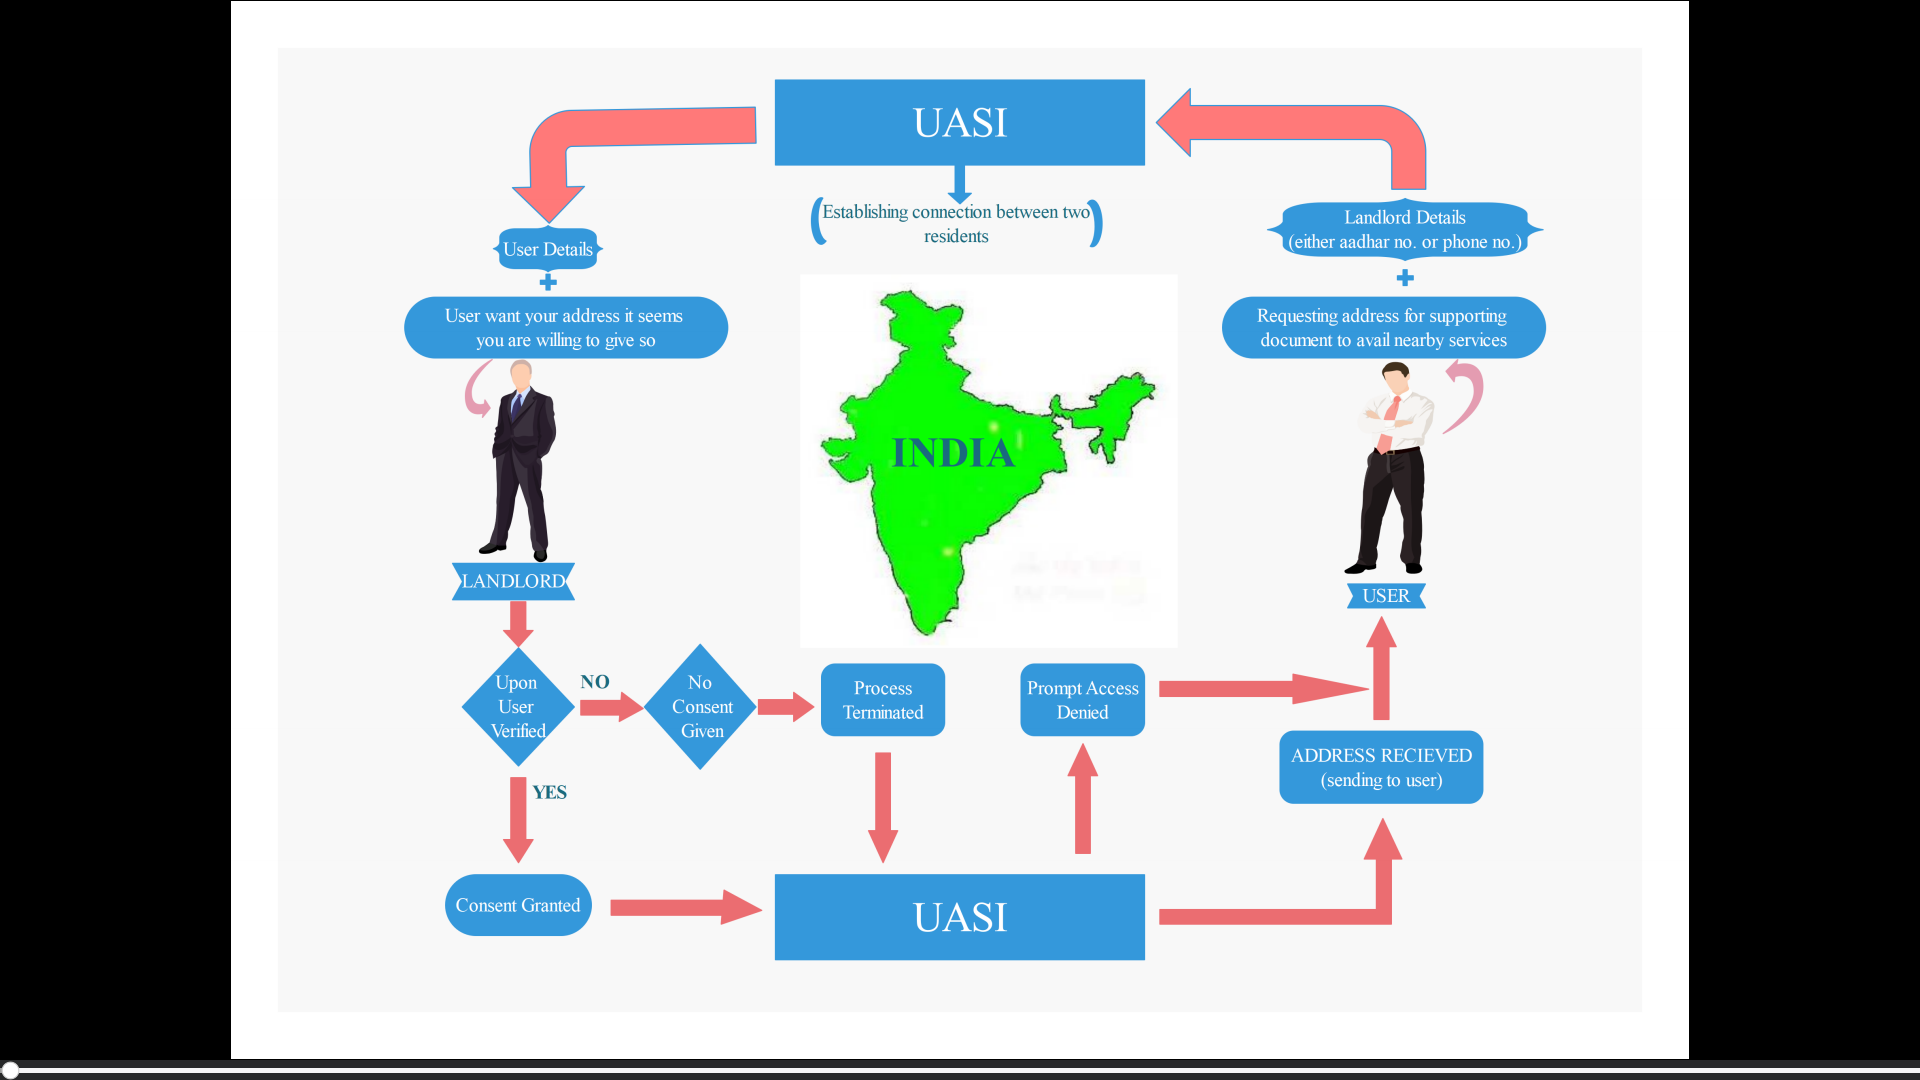 UASI
Establishing connection between two
residents
User Details
User want your address it seems
you are willing to give so
LANDLORD
Landlord Details
(either aadhar no. or phone no.)
Requesting address for supporting
document to avail nearby services
USER
INDIA
Upon
User
Verified
NO
No
Consent
Given
Process
Terminated
Prompt Access
Denied
ADDRESS RECIEVED
(sending to user)
YES
Consent Granted
UASI